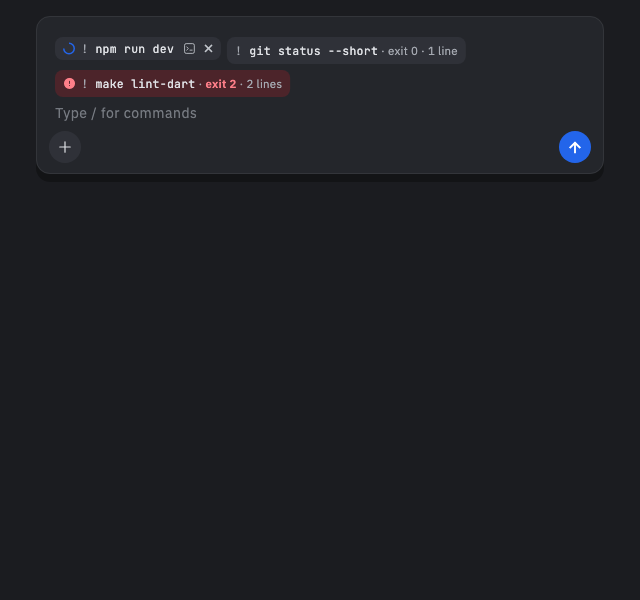 ! npm run dev ! git status --short · exit 0 · 1 line
! make lint-dart · exit 2 · 2 lines
Type / for commands